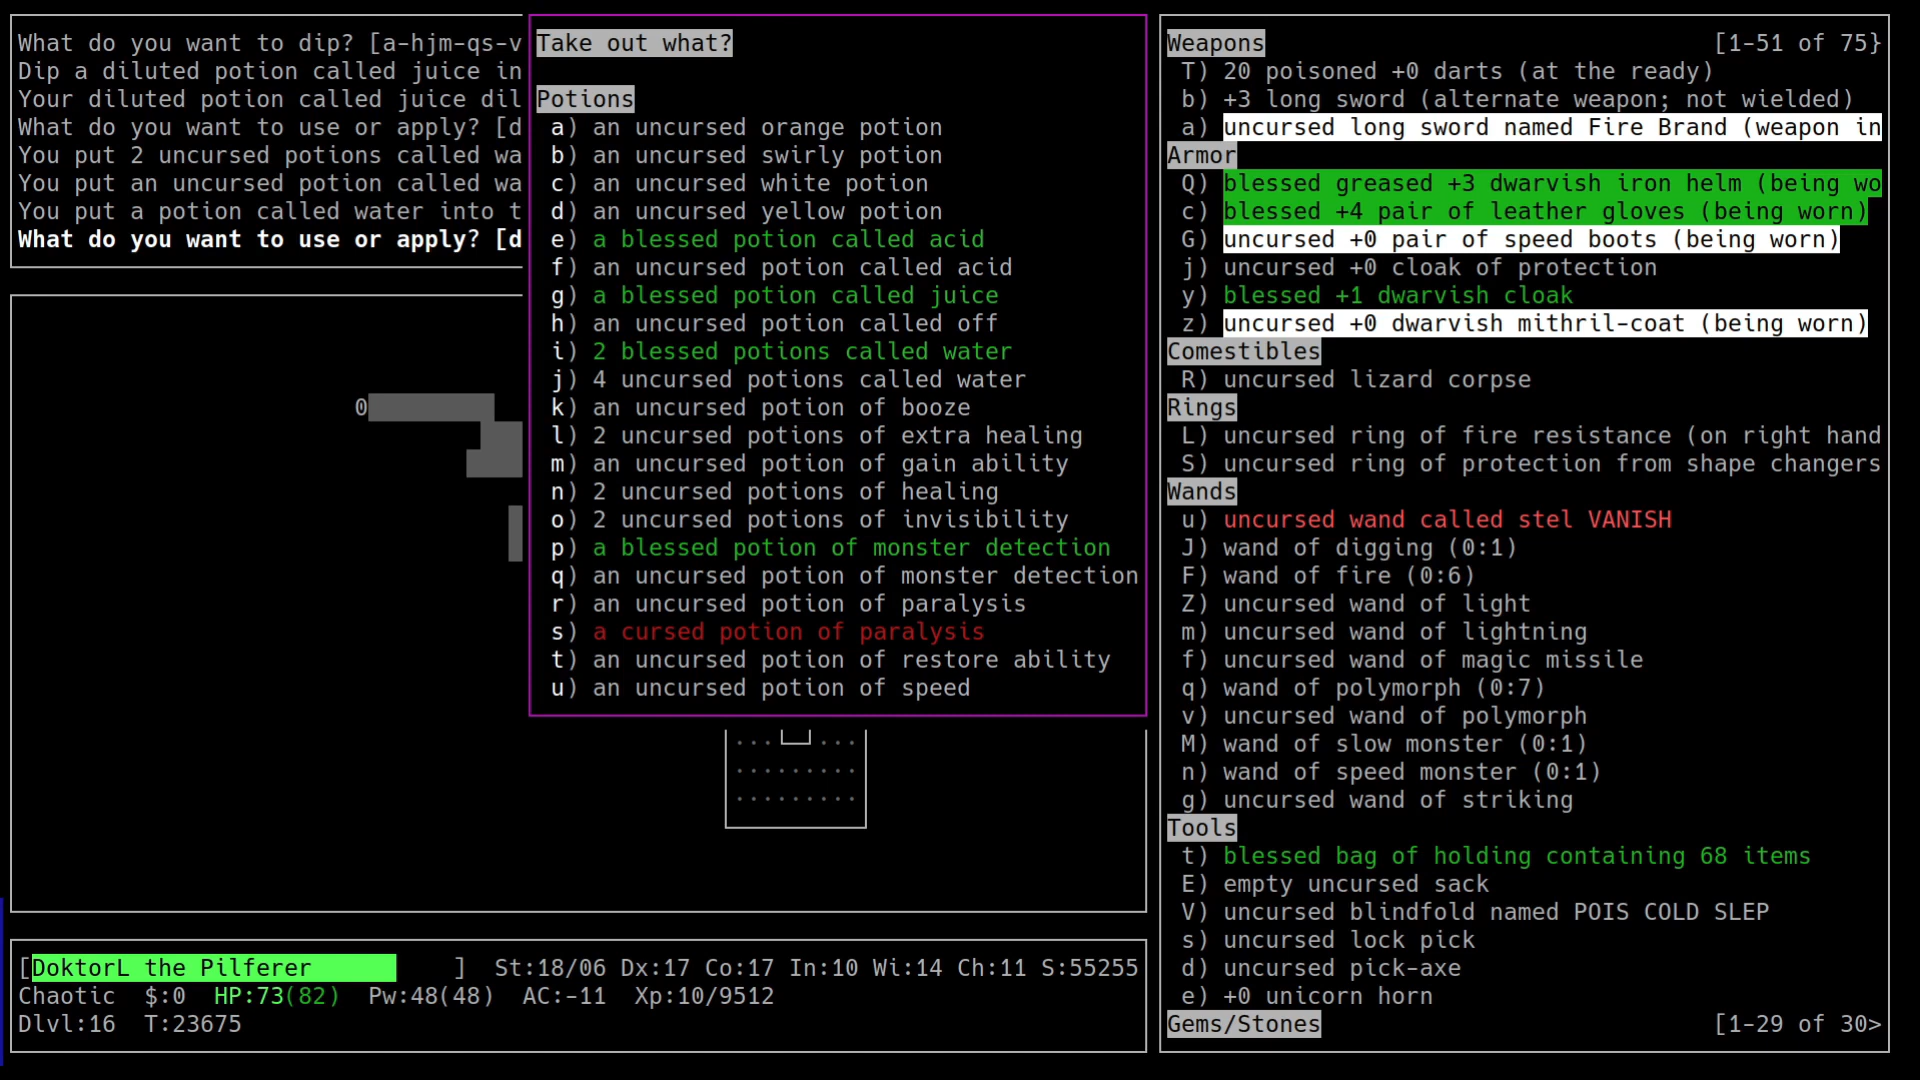 What do you want to dip? [a-hjm-qs-v
Dip a diluted potion called juice in
Your diluted potion called juice dil
What do you want to use or apply? [d
You put 2 uncursed potions called wa
You put an uncursed potion called wa
You put a potion called water into t
What do you want to use or apply? [d
Take out what?
Potions
a) an uncursed orange potion
b) an uncursed swirly potion
c) an uncursed white potion
d) an uncursed yellow potion
e) a blessed potion called acid
f) an uncursed potion called acid
g) a blessed potion called juice
h) an uncursed potion called off
i) 2 blessed potions called water
j) 4 uncursed potions called water
k) an uncursed potion of booze
l) 2 uncursed potions of extra healing
m) an uncursed potion of gain ability
n) 2 uncursed potions of healing
o) 2 uncursed potions of invisibility
p) a blessed potion of monster detection
q) an uncursed potion of monster detection
r) an uncursed potion of paralysis
s) a cursed potion of paralysis
t) an uncursed potion of restore ability
u) an uncursed potion of speed
0
Weapons [1-51 of 75}
T) 20 poisoned +0 darts (at the ready)
b) +3 long sword (alternate weapon; not wielded)
a) uncursed long sword named Fire Brand (weapon in
Armor
Q) blessed greased +3 dwarvish iron helm (being wo
c) blessed +4 pair of leather gloves (being worn)
G) uncursed +0 pair of speed boots (being worn)
j) uncursed +0 cloak of protection
y) blessed +1 dwarvish cloak
z) uncursed +0 dwarvish mithril-coat (being worn)
Comestibles
R) uncursed lizard corpse
Rings
L) uncursed ring of fire resistance (on right hand
S) uncursed ring of protection from shape changers
Wands
u) uncursed wand called stel VANISH
J) wand of digging (0:1)
F) wand of fire (0:6)
Z) uncursed wand of light
m) uncursed wand of lightning
f) uncursed wand of magic missile
q) wand of polymorph (0:7)
v) uncursed wand of polymorph
M) wand of slow monster (0:1)
n) wand of speed monster (0:1)
g) uncursed wand of striking
Tools
t) blessed bag of holding containing 68 items
E) empty uncursed sack
V) uncursed blindfold named POIS COLD SLEP
s) uncursed lock pick
d) uncursed pick-axe
e) +0 unicorn horn
Gems/Stones [1-29 of 30>
[DoktorL the Pilferer ] St:18/06 Dx:17 Co:17 In:10 Wi:14 Ch:11 S:55255
Chaotic $:0 HP:73(82) Pw:48(48) AC:-11 Xp:10/9512
Dlvl:16 T:23675